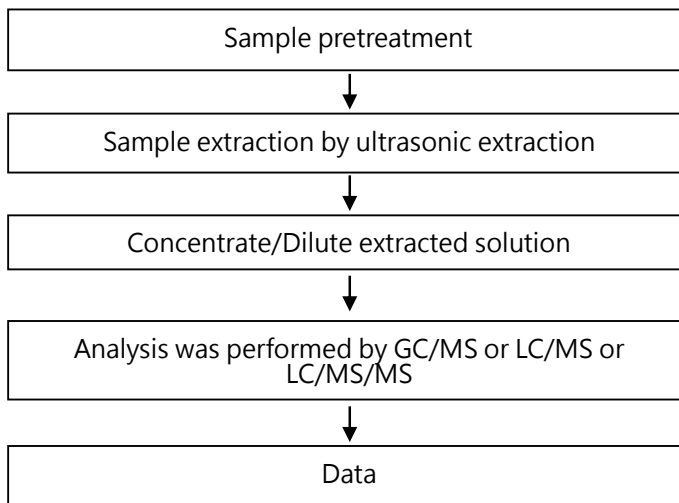 Sample pretreatment
Sample extraction by ultrasonic extraction
Concentrate/Dilute extracted solution
Analysis was performed by GC/MS or LC/MS or
LC/MS/MS
Data